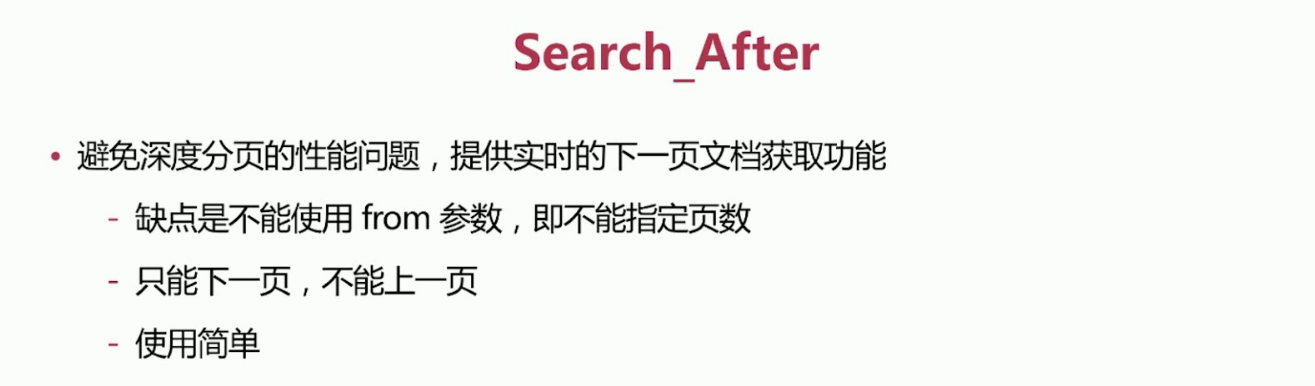 Search_After
• 避免深度分页的性能问题，提供实时的下一页文档获取功能
- 缺点是不能使用 from 参数，即不能指定页数
- 只能下一页，不能上一页
- 使用简单